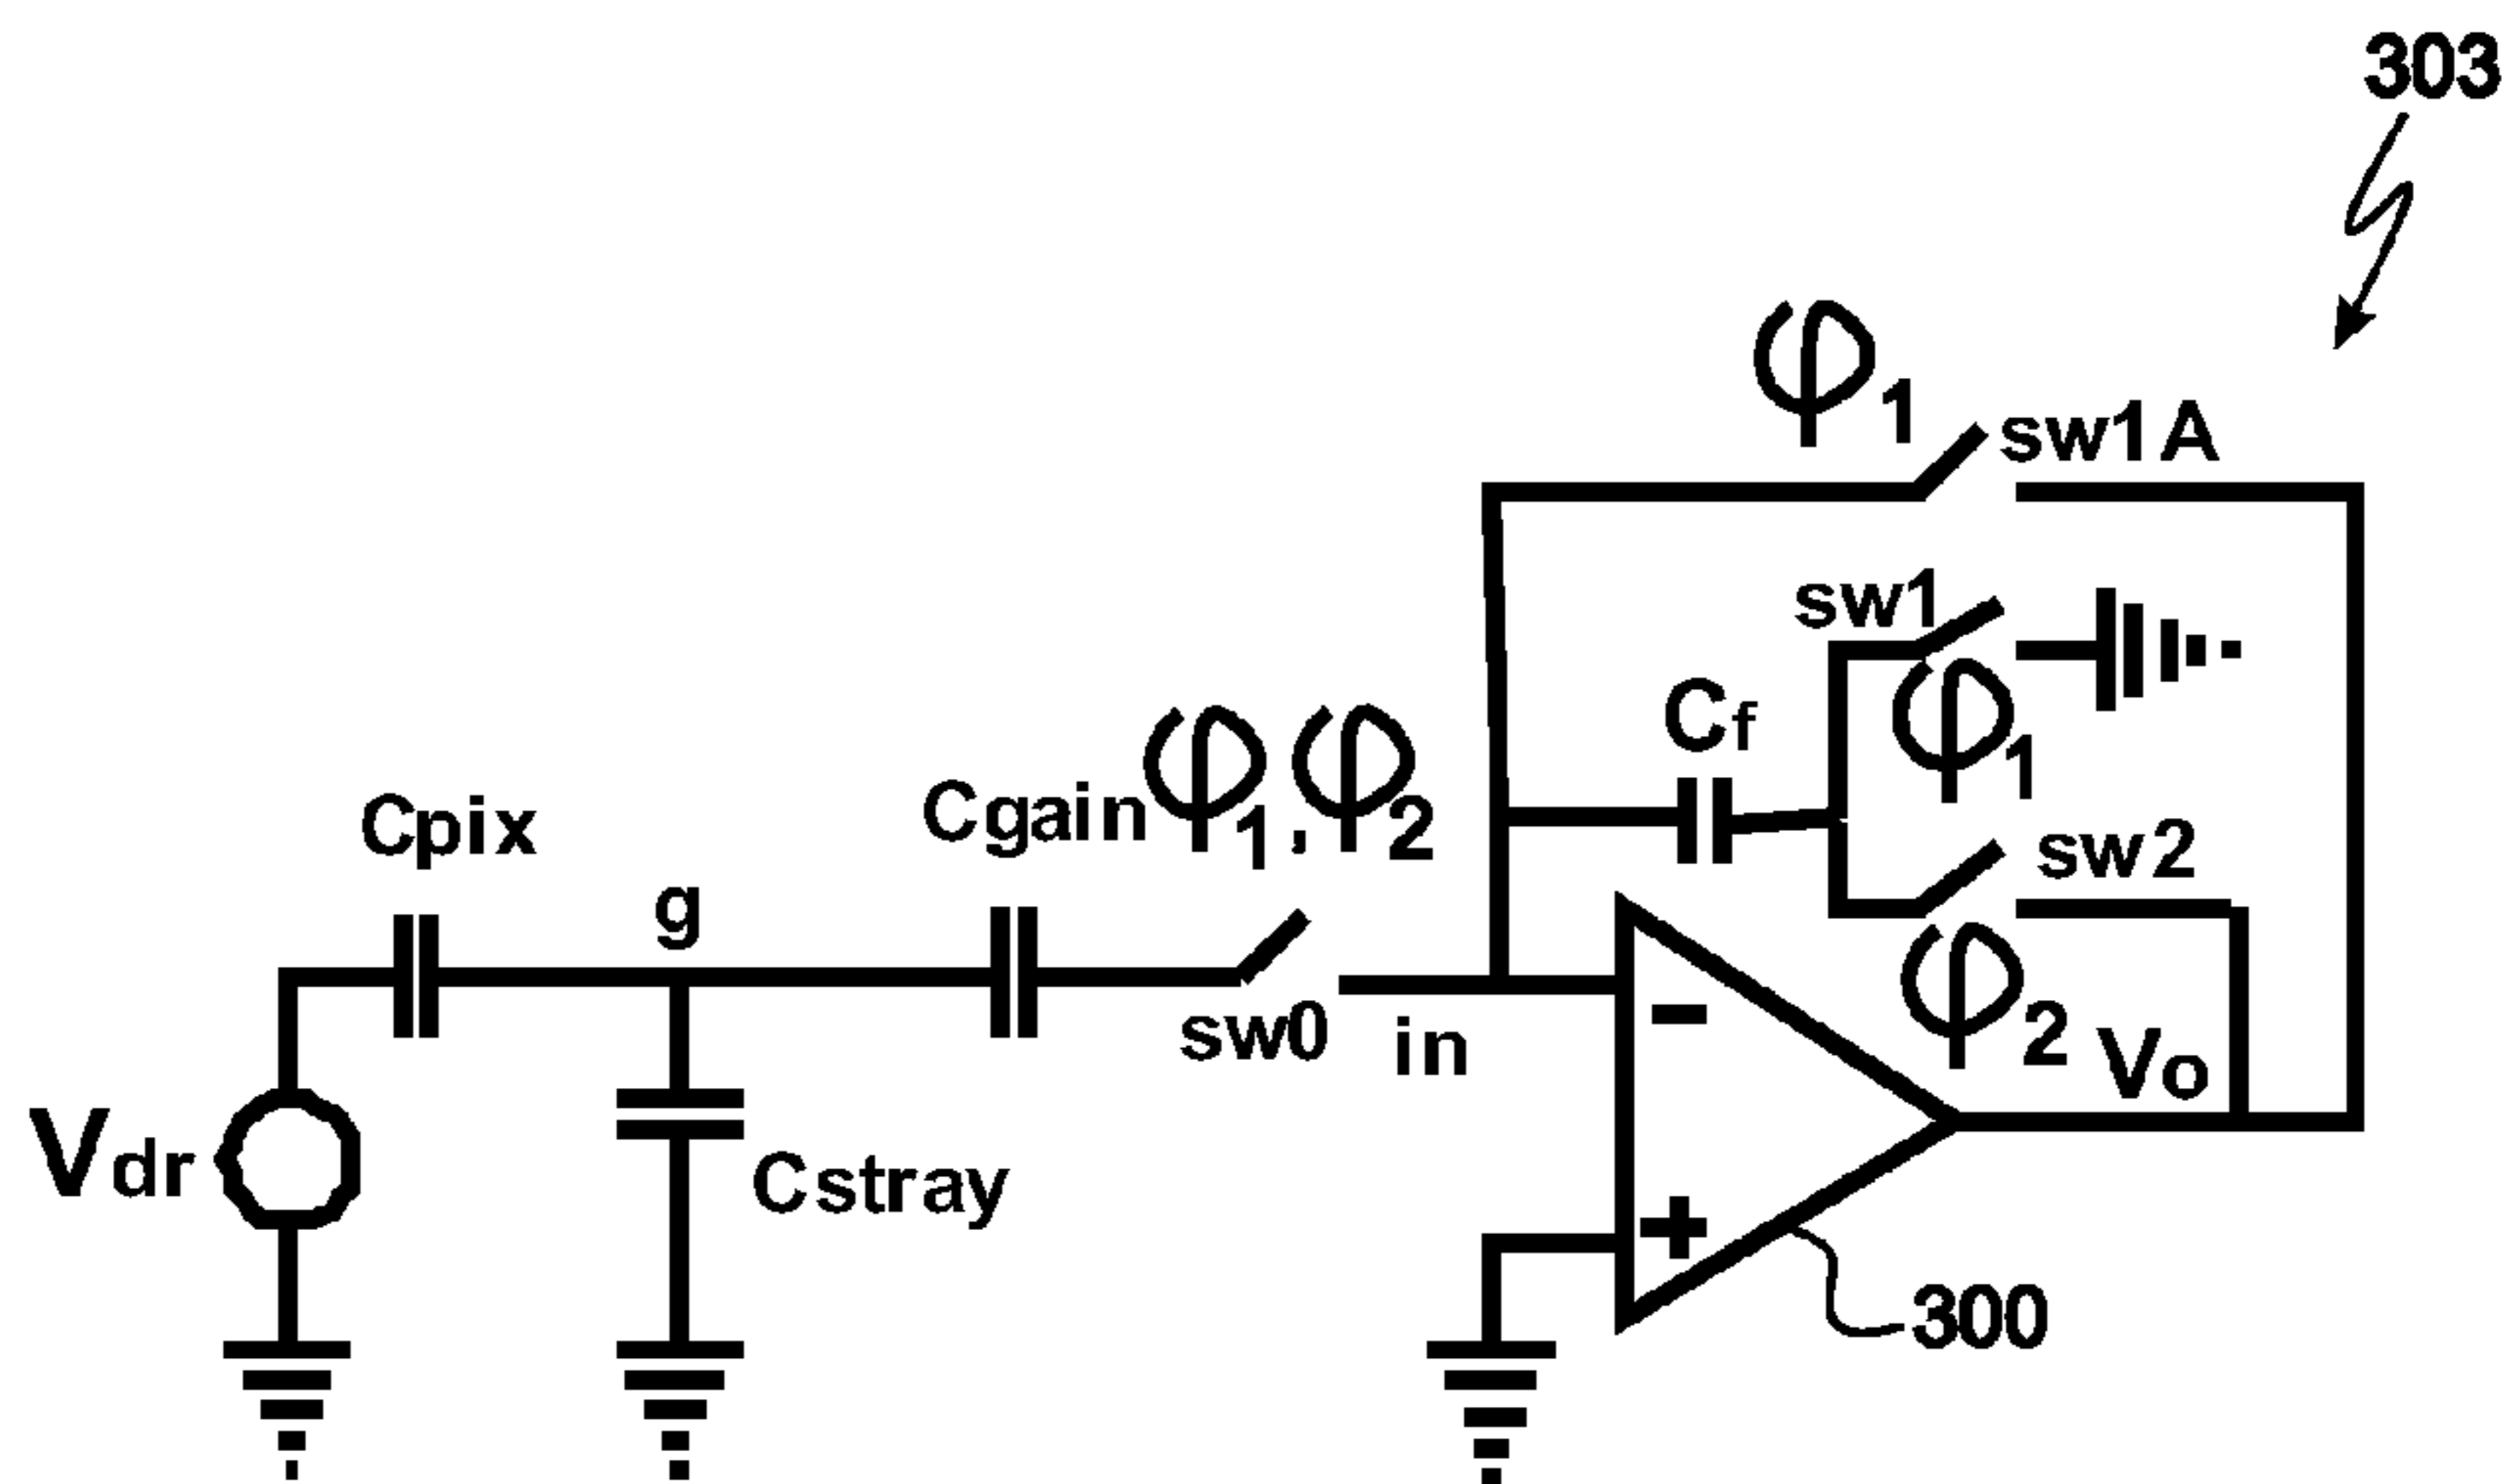 303
φ1
sw1A
sw1
φ1
Cf
Cpix
Cgain
φ1,φ2
sw2
g
φ2
sw0
in
-
Vo
Vdr
Cstray
+
300